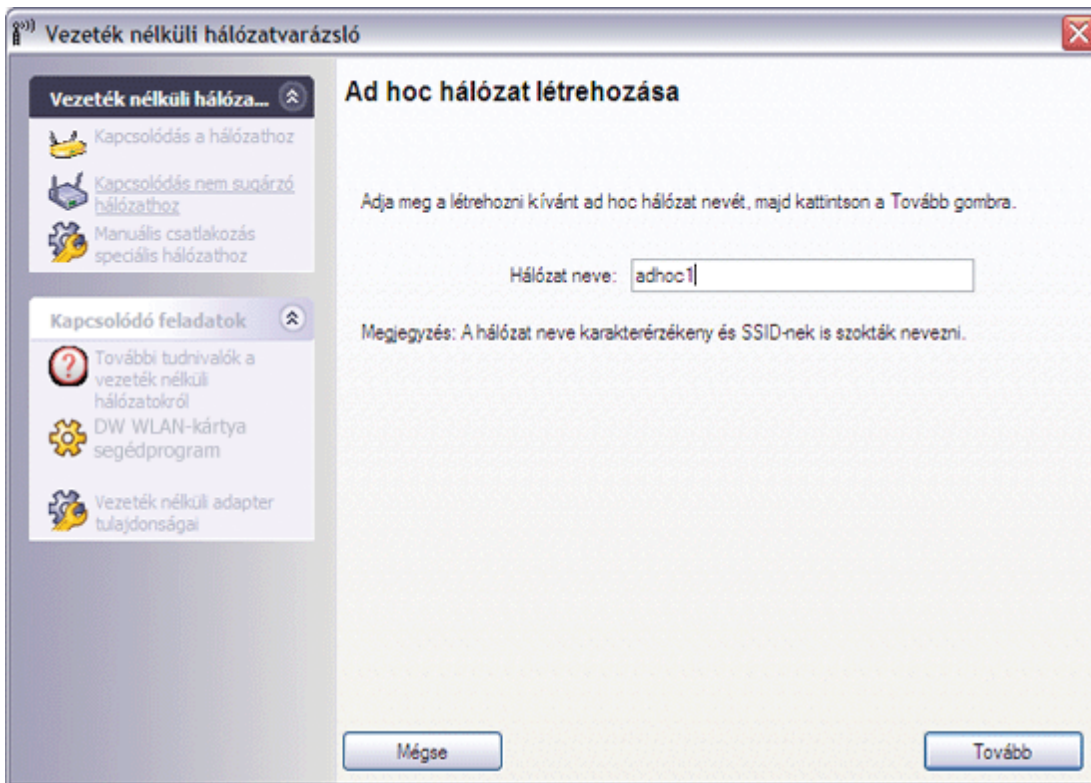 Vezeték nélküli hálózatvarázsló
Vezeték nélküli hálóza...
Kapcsolódás a hálózathoz
Kapcsolódás nem sugárzó
hálózathoz
Manuális csatlakozás
speciális hálózathoz
Kapcsolódó feladatok
További tudnivalók a
vezeték nélküli
hálózatokról
DW WLAN-kártya
segédprogram
Vezeték nélküli adapter
tulajdonságai
Ad hoc hálózat létrehozása
Adja meg a létrehozni kívánt ad hoc hálózat nevét, majd kattintson a Tovább gombra.
Hálózat neve: adhoc1
Megjegyzés: A hálózat neve karakterérzékeny és SSID-nek is szokták nevezni.
Mégse
Tovább